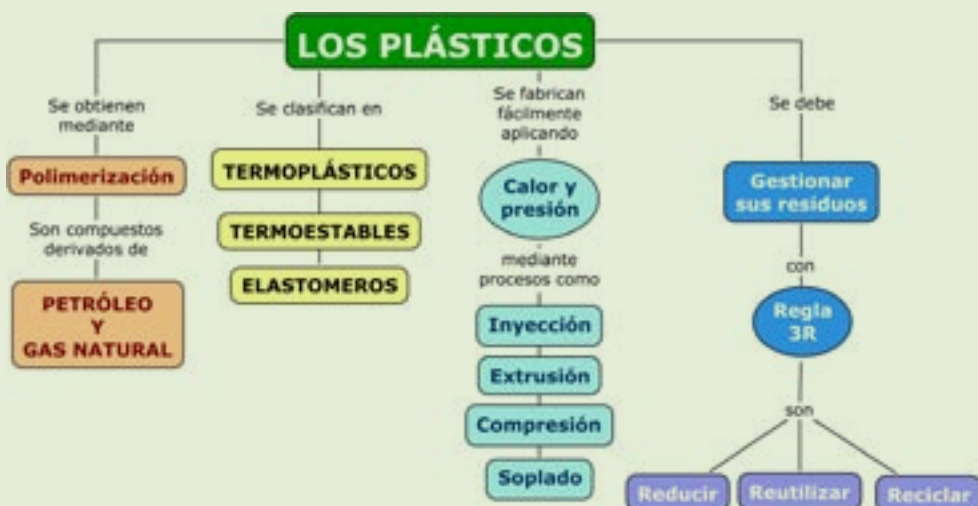 LOS PLÁSTICOS
Se obtienen
mediante
Polimerización
Son compuestos
derivados de
PETRÓLEO
Y
GAS NATURAL
Se clasifican en
TERMOPLÁSTICOS
TERMOESTABLES
ELASTOMEROS
Se fabrican
fácilmente
aplicando
Calor y
presión
mediante
procesos como
Inyección
Extrusión
Compresión
Soplado
Se debe
Gestionar
sus residuos
con
Regla
3R
son
Reducir
Reutilizar
Reciclar